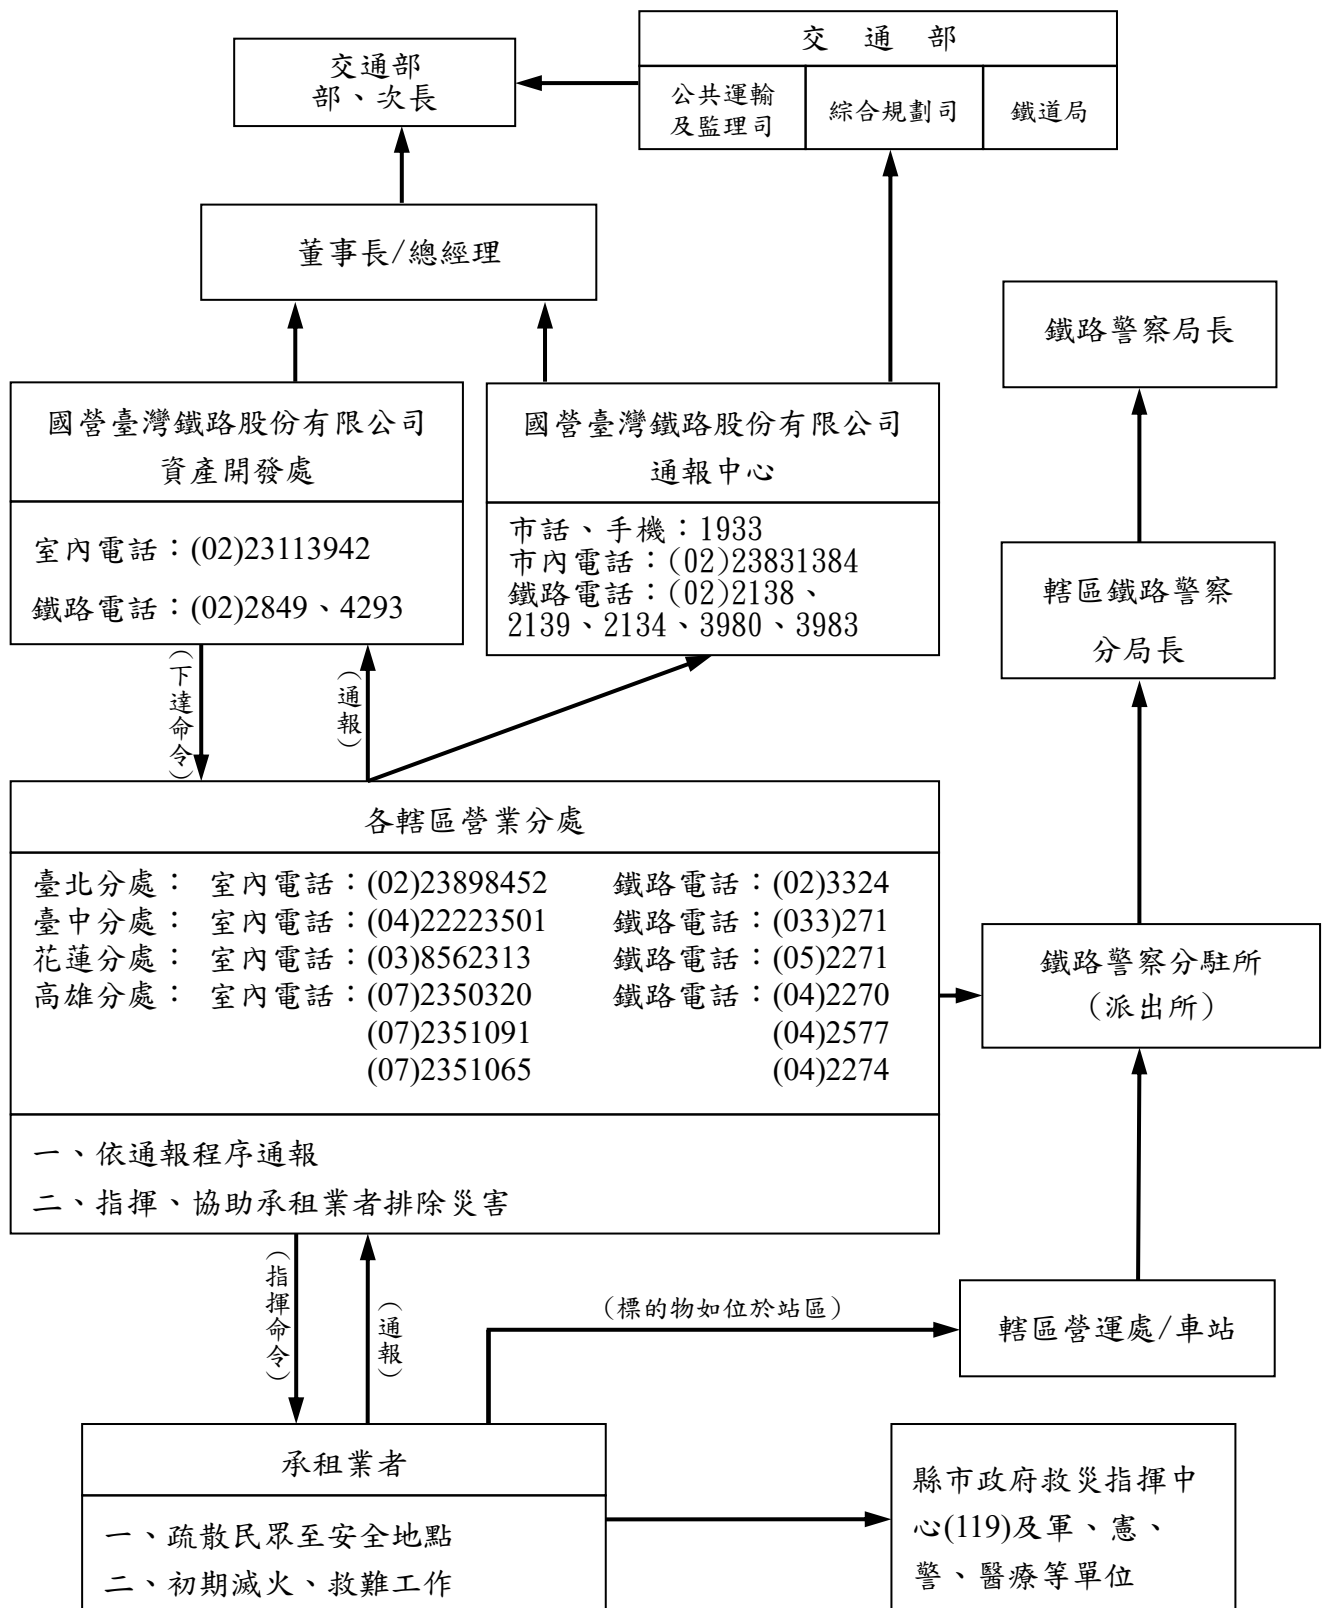 交通部
公共運輸
及監理司
綜合規劃司
鐵道局
交通部
部、次長
董事長/總經理
鐵路警察局長
國營臺灣鐵路股份有限公司
資產開發處
室內電話：(02)23113942
鐵路電話：(02)2849、4293
國營臺灣鐵路股份有限公司
通報中心
市話、手機：1933
市內電話：(02)23831384
鐵路電話：(02)2138、
2139、2134、3980、3983
轄區鐵路警察
分局長
(下達命令)
(通報)
各轄區營業分處
臺北分處： 室內電話：(02)23898452 鐵路電話：(02)3324
臺中分處： 室內電話：(04)22223501 鐵路電話：(033)271
花蓮分處： 室內電話：(03)8562313 鐵路電話：(05)2271
高雄分處： 室內電話：(07)2350320 鐵路電話：(04)2270
(07)2351091 (04)2577
(07)2351065 (04)2274
一、依通報程序通報
二、指揮、協助承租業者排除災害
鐵路警察分駐所
（派出所）
(指揮命令)
(通報)
(標的物如位於站區)
轄區營運處/車站
承租業者
一、疏散民眾至安全地點
二、初期滅火、救難工作
縣市政府救災指揮中
心(119)及軍、憲、
警、醫療等單位